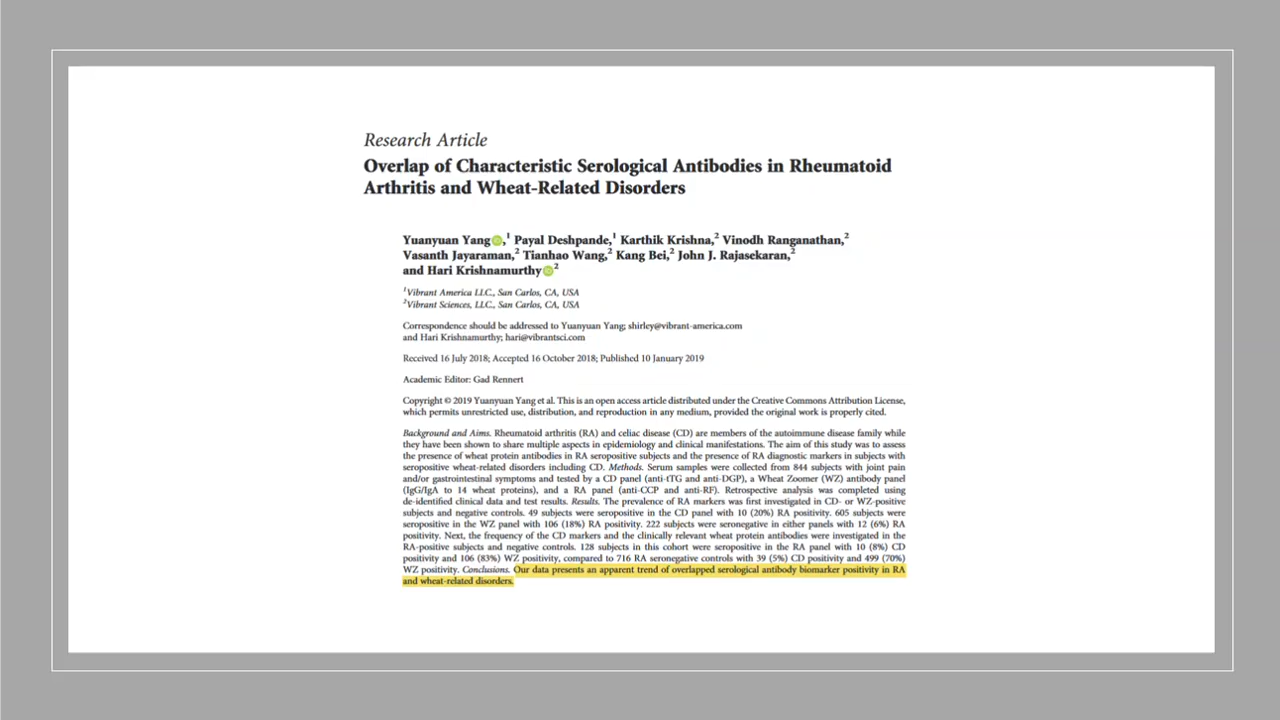 Research Article
Overlap of Characteristic Serological Antibodies in Rheumatoid
Arthritis and Wheat-Related Disorders
Yuanyuan Yang,1 Payal Deshpande,1 Karthik Krishna,2 Vinodh Ranganathan,2
Vasanth Jayaraman,2 Tianhao Wang,2 Kang Bei,2 John J. Rajasekaran,2
and Hari Krishnamurthy2
1Vibrant America LLC., San Carlos, CA, USA
2Vibrant Sciences, LLC., San Carlos, CA, USA
Correspondence should be addressed to Yuanyuan Yang; shirley@vibrant-america.com
and Hari Krishnamurthy; hari@vibrantsci.com
Received 16 July 2018; Accepted 16 October 2018; Published 10 January 2019
Academic Editor: Gad Rennert
Copyright © 2019 Yuanyuan Yang et al. This is an open access article distributed under the Creative Commons Attribution License,
which permits unrestricted use, distribution, and reproduction in any medium, provided the original work is properly cited.
Background and Aims. Rheumatoid arthritis (RA) and celiac disease (CD) are members of the autoimmune disease family while
they have been shown to share multiple aspects in epidemiology and clinical manifestations. The aim of this study was to assess
the presence of wheat protein antibodies in RA seropositive subjects and the presence of RA diagnostic markers in subjects with
seropositive wheat-related disorders including CD. Methods. Serum samples were collected from 844 subjects with joint pain
and/or gastrointestinal symptoms and tested by a CD panel (anti-tTG and anti-DGP), a Wheat Zoomer (WZ) antibody panel
(IgG/IgA to 14 wheat proteins), and a RA panel (anti-CCP and anti-RF). Retrospective analysis was completed using
de-identified clinical data and test results. Results. The prevalence of RA markers was first investigated in CD- or WZ-positive
subjects and negative controls. 49 subjects were seropositive in the CD panel with 10 (20%) RA positivity. 605 subjects were
seropositive in the WZ panel with 106 (18%) RA positivity. 222 subjects were seronegative in either panels with 12 (6%) RA
positivity. Next, the frequency of the CD markers and the clinically relevant wheat protein antibodies were investigated in the
RA-positive subjects and negative controls. 128 subjects in this cohort were seropositive in the RA panel with 10 (8%) CD
positivity and 106 (83%) WZ positivity, compared to 716 RA seronegative controls with 39 (5%) CD positivity and 499 (70%)
WZ positivity. Conclusions. Our data presents an apparent trend of overlapped serological antibody biomarker positivity in RA
and wheat-related disorders.